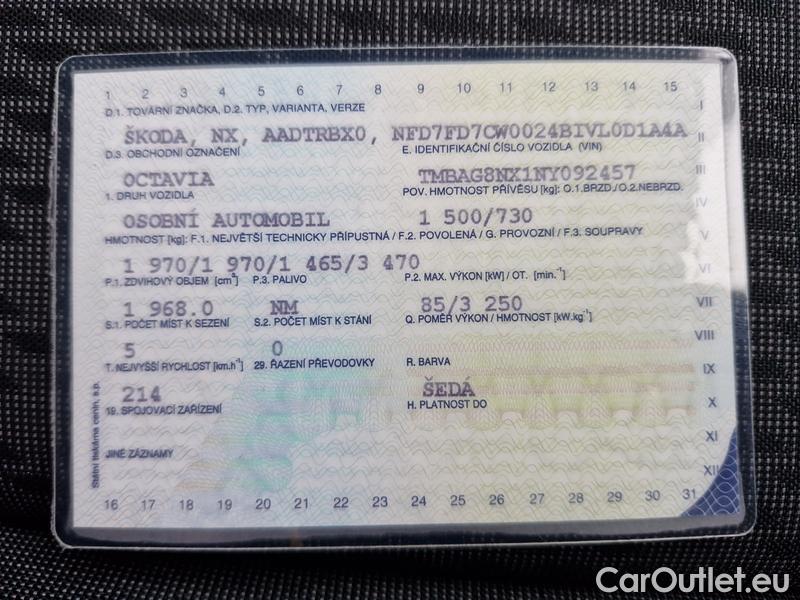 1 2 3 4 5 6 7 8 9 10 11 12 13 14 15
D.1. TOVÁRNÍ ZNAČKA, D.2. TYP, VARIANTA, VERZE I
ŠKODA, NX, AADTRBX0, NFD7FD7CW0024BIVL0D1A4A II
D.3. OBCHODNÍ OZNAČENÍ E. IDENTIFIKAČNÍ ČÍSLO VOZIDLA (VIN)
OCTAVIA TMBAG8NX1NY092457 III
1. DRUH VOZIDLA POV. HMOTNOST PŘÍVĚSU [kg]: O.1.BRZD./O.2.NEBRZD.
OSOBNÍ AUTOMOBIL 1 500/730 IV
HMOTNOST [kg]: F.1. NEJVĚTŠÍ TECHNICKY PŘÍPUSTNÁ / F.2. POVOLENÁ / G. PROVOZNÍ / F.3. SOUPRAVY V
1 970/1 970/1 465/3 470 VI
P.1. ZDVIHOVÝ OBJEM [cm³] P.3. PALIVO P.2. MAX. VÝKON [kW] / OT. [min.⁻¹]
1 968.0 NM 85/3 250 VII
S.1. POČET MÍST K SEZENÍ S.2. POČET MÍST K STÁNÍ Q. POMĚR VÝKON / HMOTNOST [kW.kg⁻¹]
5 0 VIII
T. NEJVYŠŠÍ RYCHLOST [km.h⁻¹] 29. ŘAZENÍ PŘEVODOVKY R. BARVA IX
214 ŠEDÁ
19. SPOJOVACÍ ZAŘÍZENÍ H. PLATNOST DO X
XI
JINÉ ZÁZNAMY
XII
Státní tiskárna cenin, s.p.
16 17 18 19 20 21 22 23 24 25 26 27 28 29 30 31
CarOutlet.eu